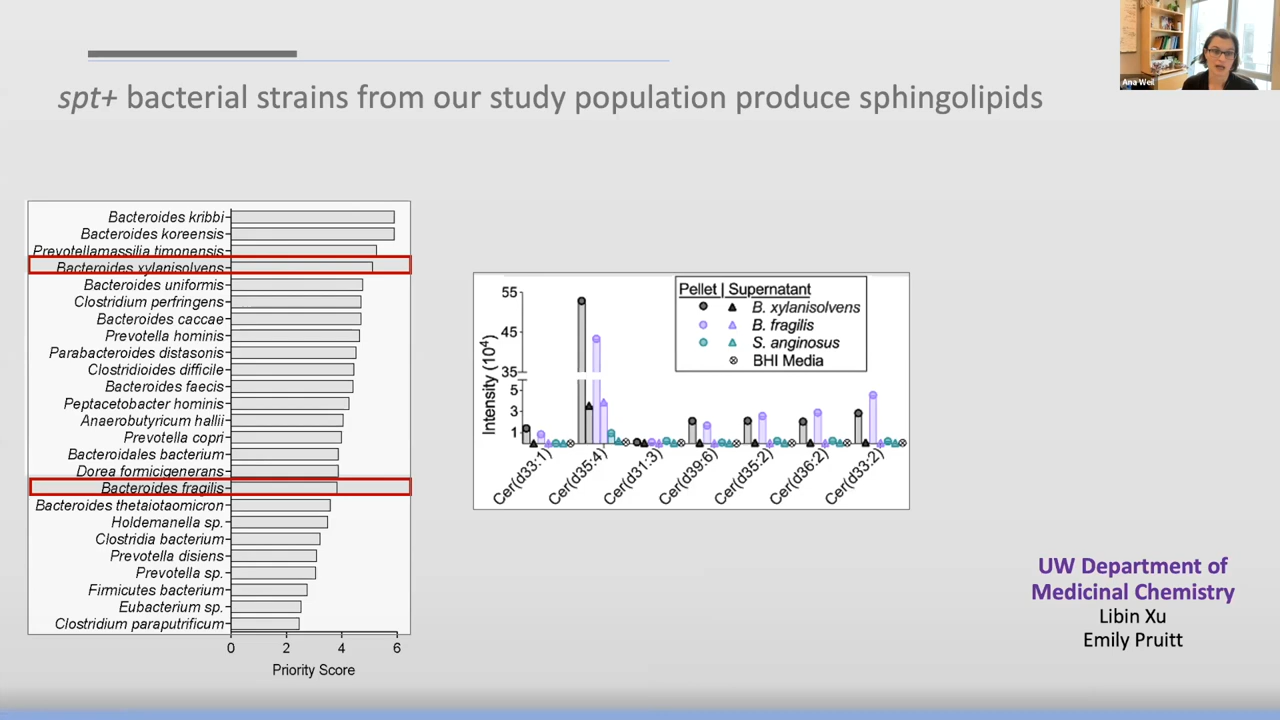 Ana Weil
spt+ bacterial strains from our study population produce sphingolipids
Bacteroides kribbi
Bacteroides koreensis
Prevotellamassilia timonensis
Bacteroides xylanisolvens
Bacteroides uniformis
Clostridium perfringens
Bacteroides caccae
Prevotella hominis
Parabacteroides distasonis
Clostridioides difficile
Bacteroides faecis
Peptacetobacter hominis
Anaerobutyricum hallii
Prevotella copri
Bacteroidales bacterium
Dorea formicigenerans
Bacteroides fragilis
Bacteroides thetaiotaomicron
Holdemanella sp.
Clostridia bacterium
Prevotella disiens
Prevotella sp.
Firmicutes bacterium
Eubacterium sp.
Clostridium paraputrificum
0 2 4 6
Priority Score
Pellet | Supernatant
B. xylanisolvens
B. fragilis
S. anginosus
BHI Media
Intensity (10⁴)
55
45
35
5
3
1
Cer(d33:1)
Cer(d35:4)
Cer(d31:3)
Cer(d39:6)
Cer(d35:2)
Cer(d36:2)
Cer(d33:2)
UW Department of
Medicinal Chemistry
Libin Xu
Emily Pruitt